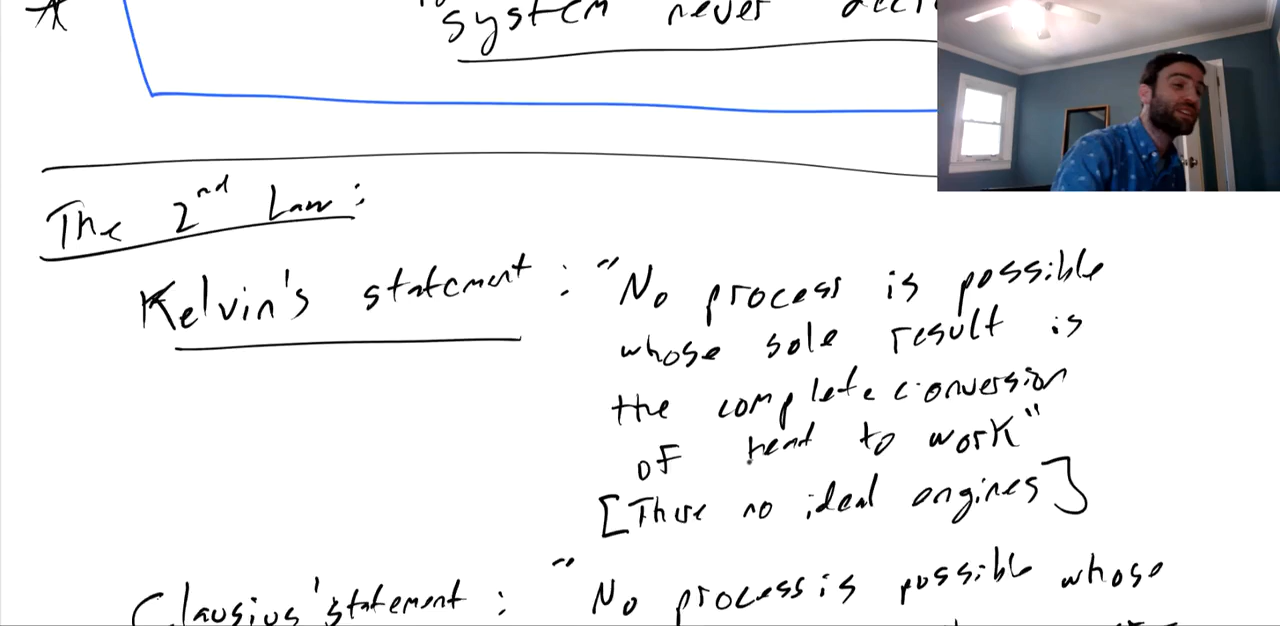 system never
The 2nd Law:
Kelvin's statement : "No process is possible
whose sole result is
the complete conversion
of heat to work"
[There no ideal engines]
Clausius' statement : "No process is possible whose